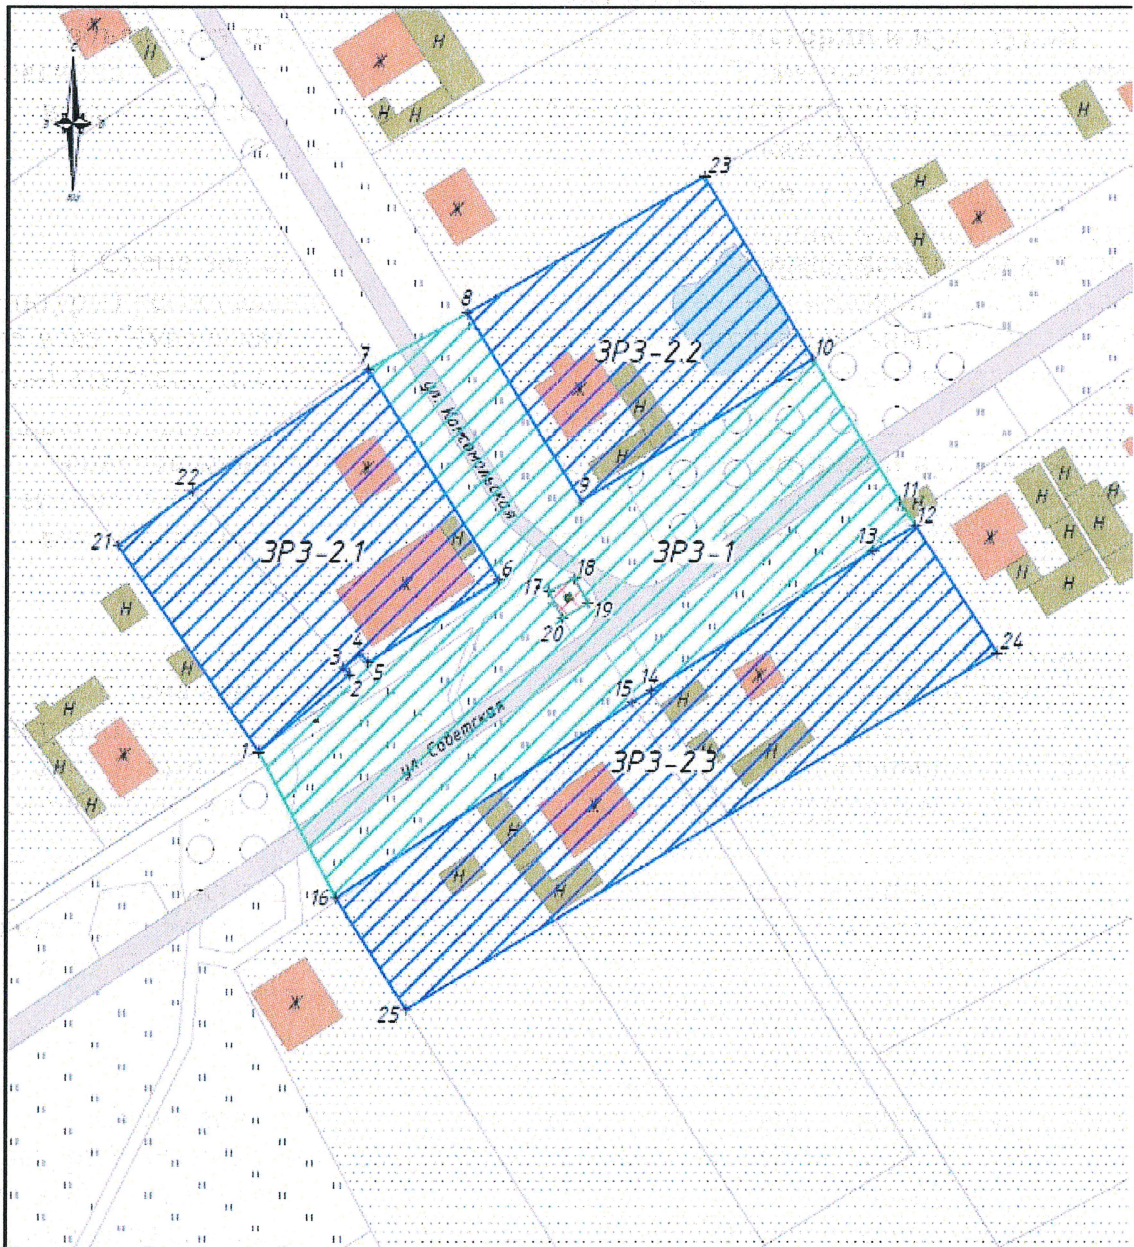 Ж
Н
С
Н
Ж
Н
Н
Н
Ж
З
В
Ю
23
Н
Ж
Ж
Н
8
7
ЗРЗ-2.2
10
ул. Комсомольская
Ж
Н
Ж
Н
22
9
11
Н
12
Н
Н
Н
21
ЗРЗ-2.1
Н
ЗРЗ-1
13
Ж
Н
Н
6
18
17
19
20
Ж
Н
4
3
5
2
Н
24
Ж
15
14
Н
Н
1
ул. Советская
Н
Н
ЗРЗ-2.3
Н
Ж
Н
Ж
Н
Н
16
Н
Н
Ж
25